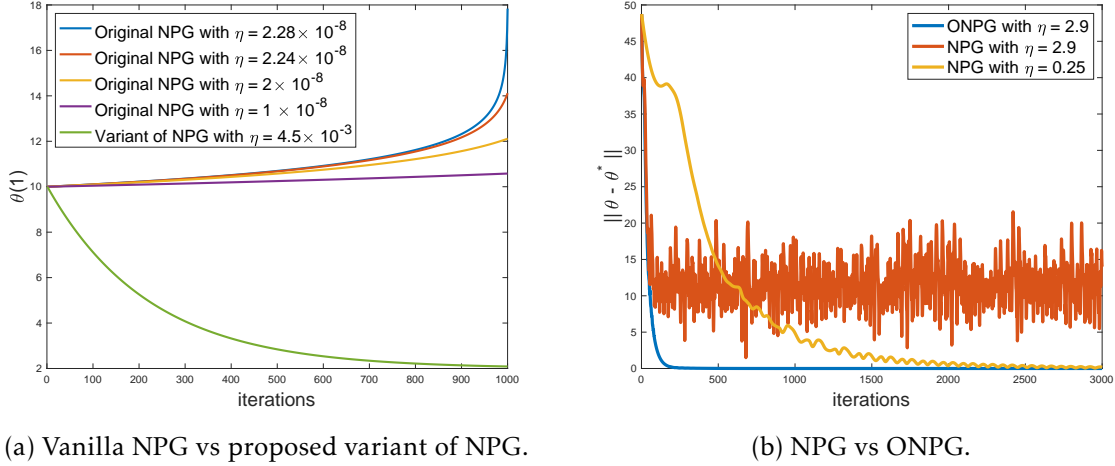 18
16
14
12
10
8
6
4
2
0
100
200
300
400
500
600
700
800
900
1000
θ(1)
iterations
Original NPG with η = 2.28× 10-8
Original NPG with η = 2.24× 10-8
Original NPG with η = 2× 10-8
Original NPG with η = 1 × 10-8
Variant of NPG with η = 4.5× 10-3
(a) Vanilla NPG vs proposed variant of NPG.
50
45
40
35
30
25
20
15
10
5
0
0
500
1000
1500
2000
2500
3000
|| θ - θ* ||
iterations
ONPG with η = 2.9
NPG with η = 2.9
NPG with η = 0.25
(b) NPG vs ONPG.